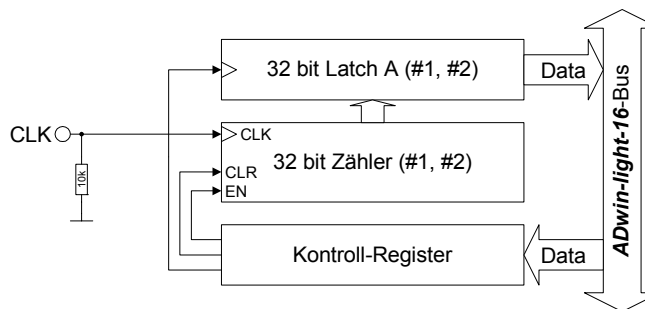 32 bit Latch A (#1, #2)
Data
CLK
CLK
32 bit Zähler (#1, #2)
CLR
EN
10k
Kontroll-Register
Data
ADwin-light-16-Bus